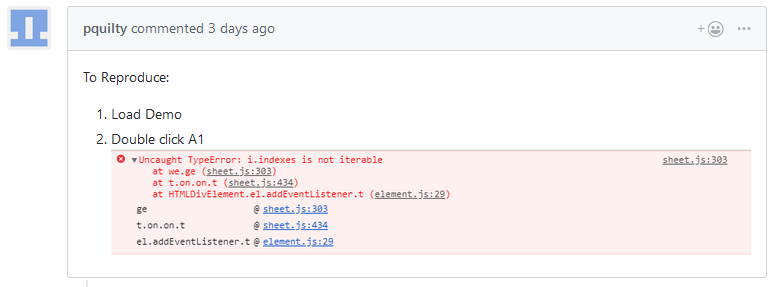 pquilty commented 3 days ago
To Reproduce:
1. Load Demo
2. Double click A1
Uncaught TypeError: i.indexes is not iterable sheet.js:303
at we.ge (sheet.js:303)
at t.on.on.t (sheet.js:434)
at HTMLDivElement.el.addEventListener.t (element.js:29)
ge @ sheet.js:303
t.on.on.t @ sheet.js:434
el.addEventListener.t @ element.js:29